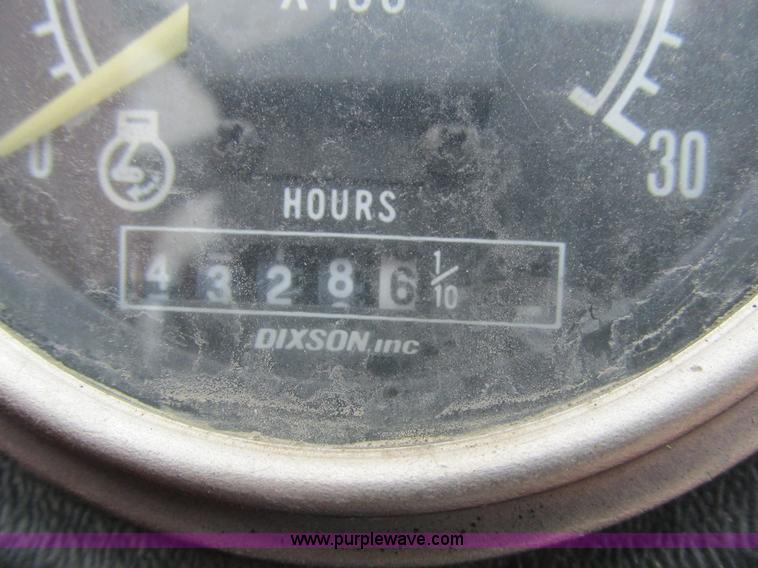 X 100
0
30
HOURS
4 3 2 8 6 1/10
DIXSON, inc
www.purplewave.com